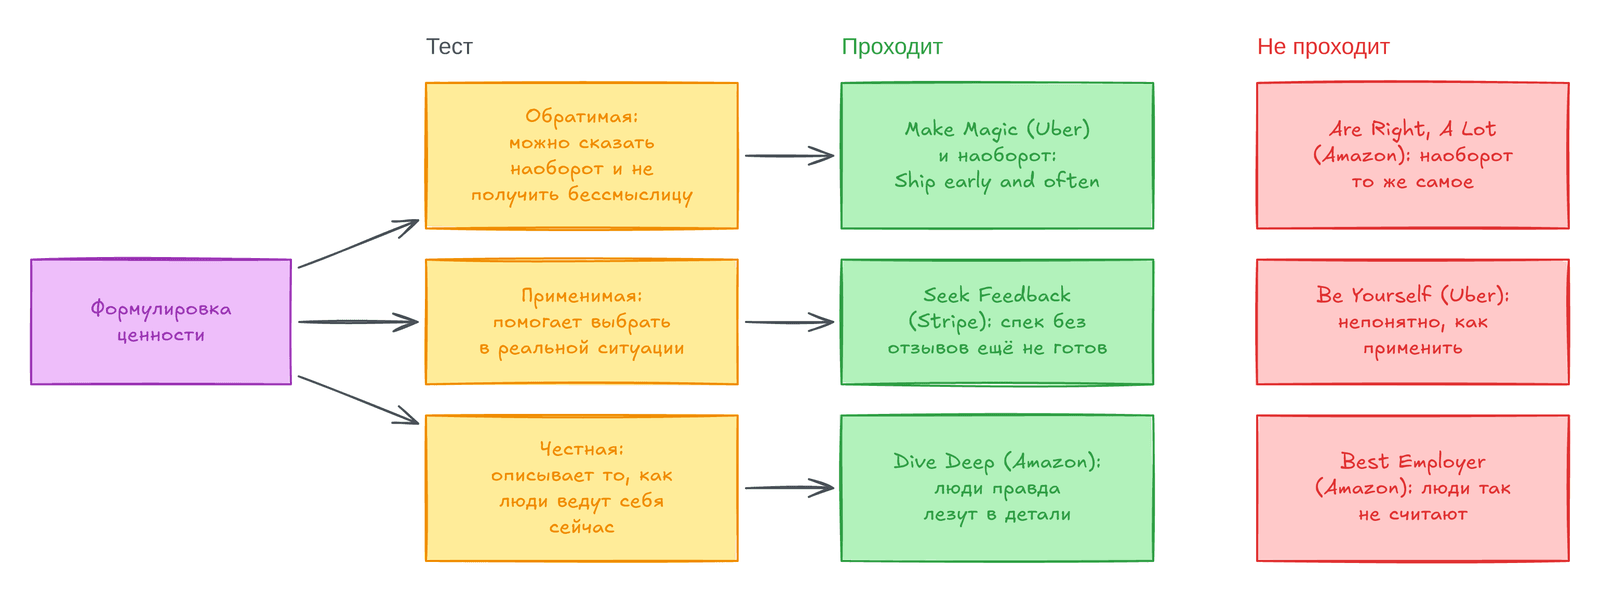 Тест
Проходит
Не проходит
Формулировка
ценности
Обратимая:
можно сказать
наоборот и не
получить бессмыслицу
Make Magic (Uber)
и наоборот:
Ship early and often
Are Right, A Lot
(Amazon): наоборот
то же самое
Применимая:
помогает выбрать
в реальной ситуации
Seek Feedback
(Stripe): спек без
отзывов ещё не готов
Be Yourself (Uber):
непонятно, как
применить
Честная:
описывает то, как
люди ведут себя
сейчас
Dive Deep (Amazon):
люди правда
лезут в детали
Best Employer
(Amazon): люди так
не считают